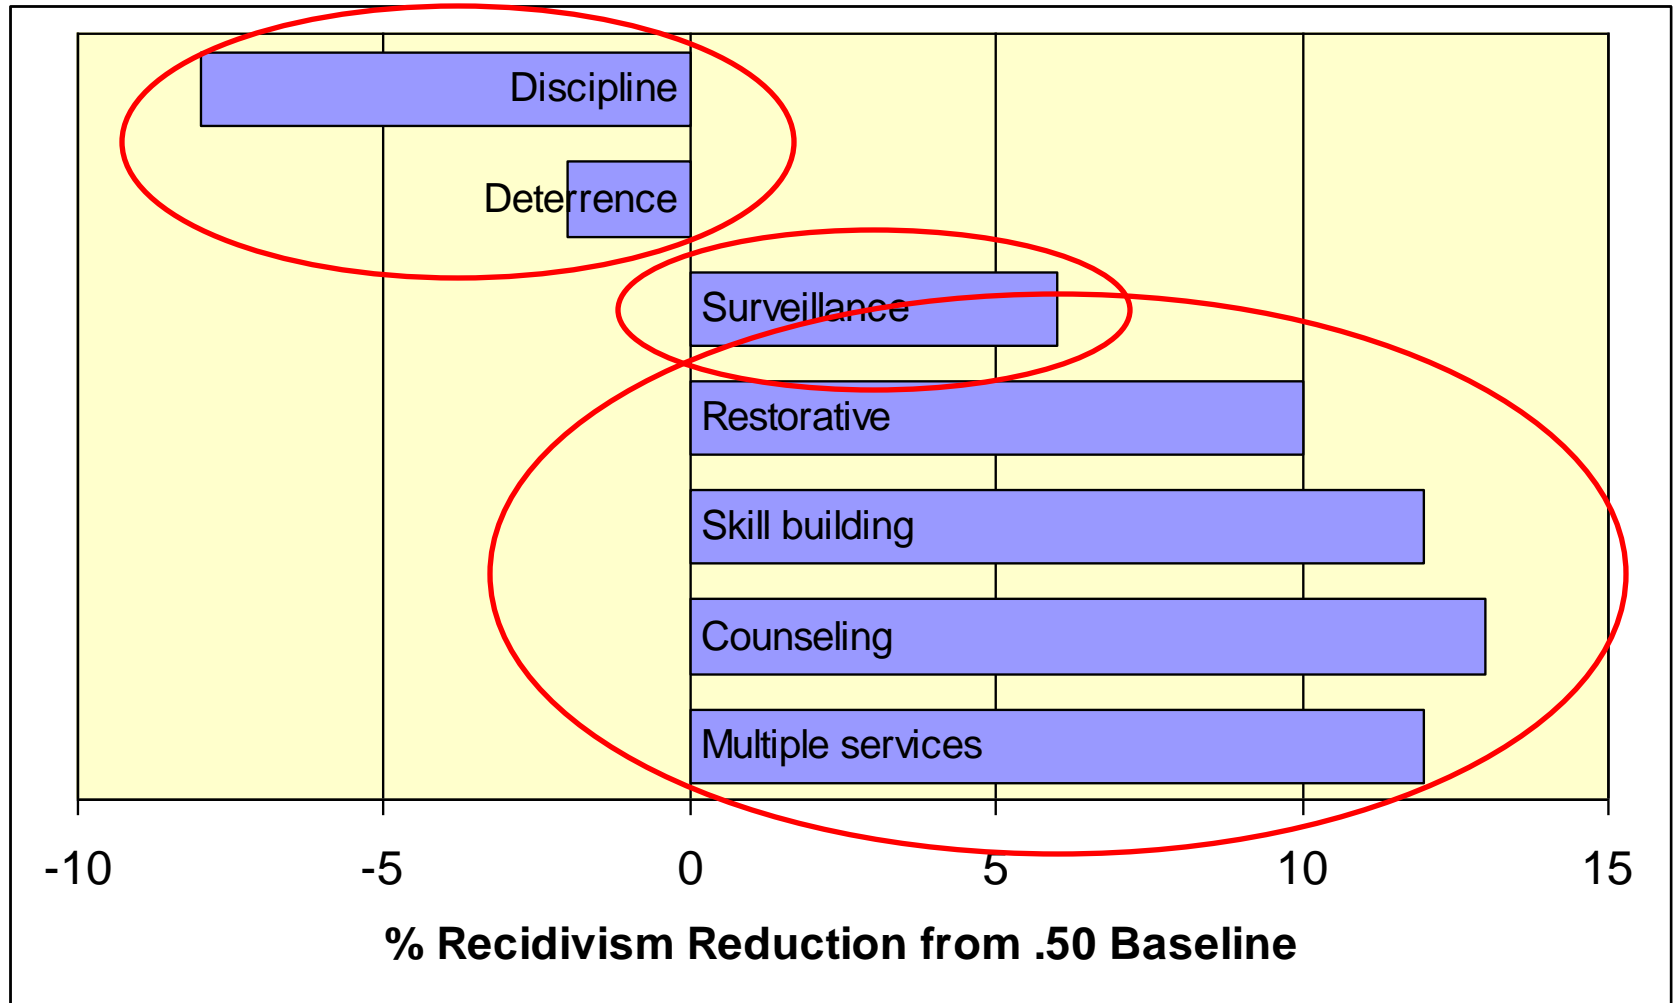 Discipline
Deterrence
Surveillance
Restorative
Skill building
Counseling
Multiple services
-10 -5 0 5 10 15
% Recidivism Reduction from .50 Baseline